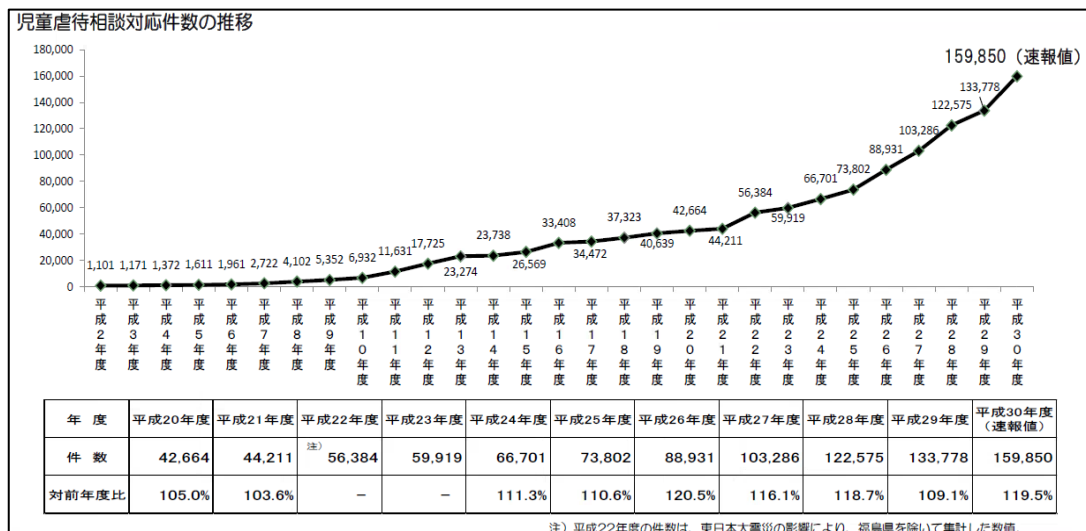 児童虐待相談対応件数の推移
180,000
160,000
140,000
120,000
100,000
80,000
60,000
40,000
20,000
0
1,101 1,171 1,372 1,611 1,961 2,722 4,102 5,352 6,932 11,631 17,725 23,274 23,738 26,569 33,408 34,472 37,323 40,639 42,664 44,211 56,384 59,919 66,701 73,802 88,931 103,286 122,575 133,778 159,850（速報値）
平成2年度 平成3年度 平成4年度 平成5年度 平成6年度 平成7年度 平成8年度 平成9年度 平成10年度 平成11年度 平成12年度 平成13年度 平成14年度 平成15年度 平成16年度 平成17年度 平成18年度 平成19年度 平成20年度 平成21年度 平成22年度 平成23年度 平成24年度 平成25年度 平成26年度 平成27年度 平成28年度 平成29年度 平成30年度
年 度 平成20年度 平成21年度 平成22年度 平成23年度 平成24年度 平成25年度 平成26年度 平成27年度 平成28年度 平成29年度 平成30年度（速報値）
件 数 42,664 44,211 注）56,384 59,919 66,701 73,802 88,931 103,286 122,575 133,778 159,850
対前年度比 105.0% 103.6% － － 111.3% 110.6% 120.5% 116.1% 118.7% 109.1% 119.5%
注）平成22年度の件数は、東日本大震災の影響により、福島県を除いて集計した数値